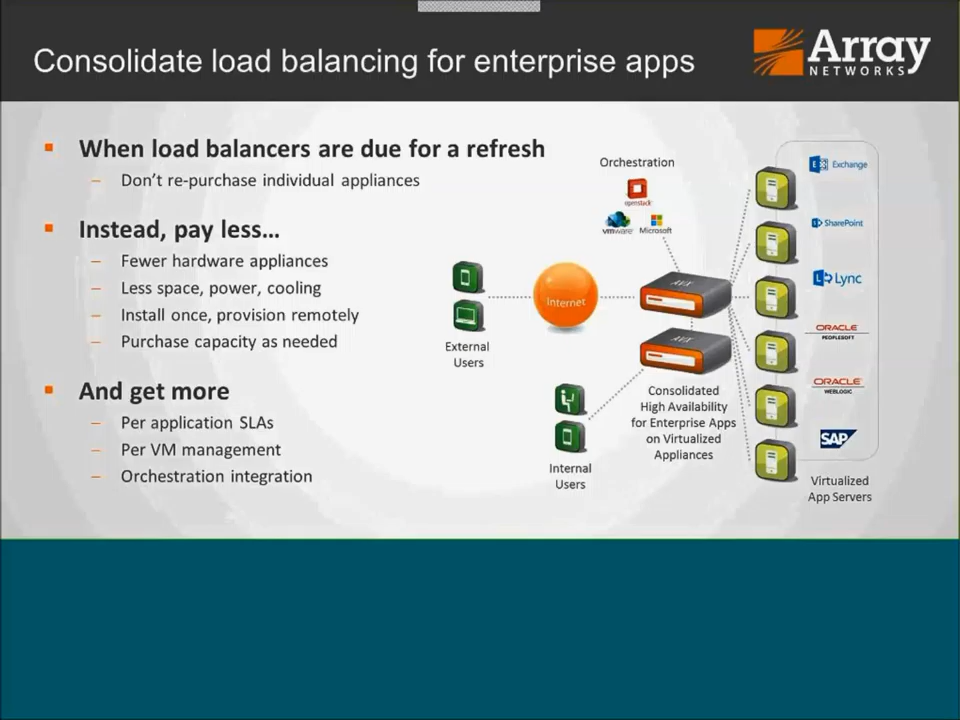 Consolidate load balancing for enterprise apps
Array
NETWORKS
When load balancers are due for a refresh
– Don't re-purchase individual appliances
Instead, pay less...
– Fewer hardware appliances
– Less space, power, cooling
– Install once, provision remotely
– Purchase capacity as needed
And get more
– Per application SLAs
– Per VM management
– Orchestration integration
Orchestration
openstack
vmware
Microsoft
External
Users
Internet
Internal
Users
Consolidated
High Availability
for Enterprise Apps
on Virtualized
Appliances
Exchange
SharePoint
Lync
ORACLE
PEOPLESOFT
ORACLE
WEBLOGIC
SAP
Virtualized
App Servers